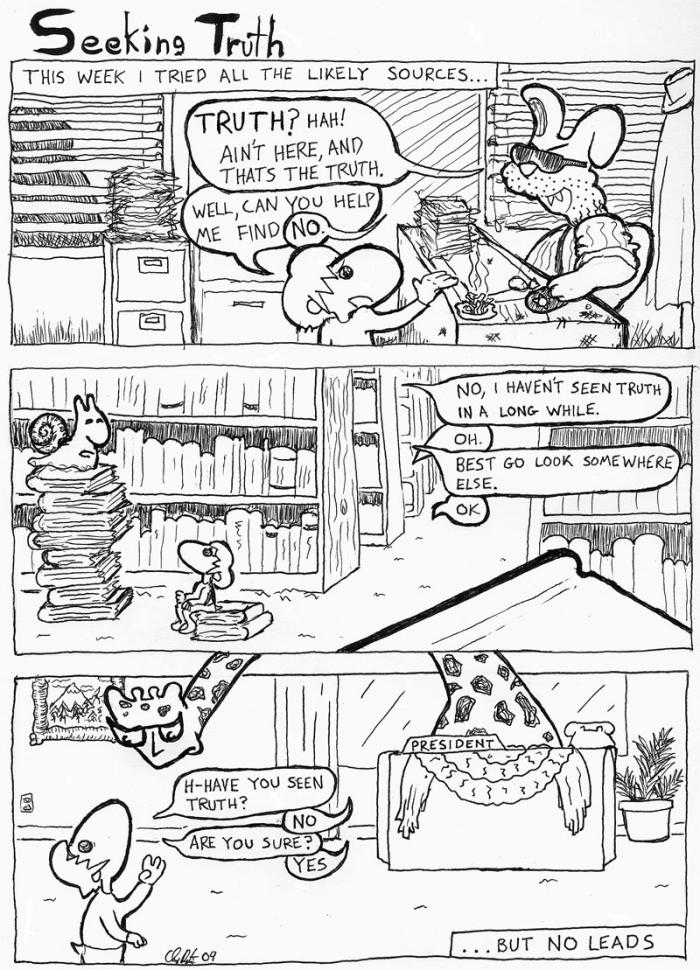 Seeking Truth
THIS WEEK I TRIED ALL THE LIKELY SOURCES...
TRUTH? HAH!
AIN'T HERE, AND
THATS THE TRUTH.
WELL, CAN YOU HELP
ME FIND
NO.
NO, I HAVEN'T SEEN TRUTH
IN A LONG WHILE.
OH.
BEST GO LOOK SOMEWHERE
ELSE.
OK
PRESIDENT
H-HAVE YOU SEEN
TRUTH?
NO
ARE YOU SURE?
YES
09
...BUT NO LEADS